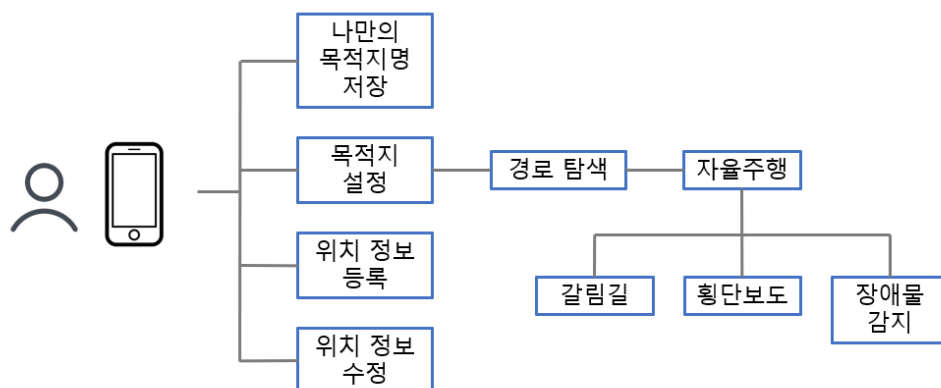 나만의
목적지명
저장
목적지
설정
경로 탐색
자율주행
위치 정보
등록
갈림길
횡단보도
장애물
감지
위치 정보
수정